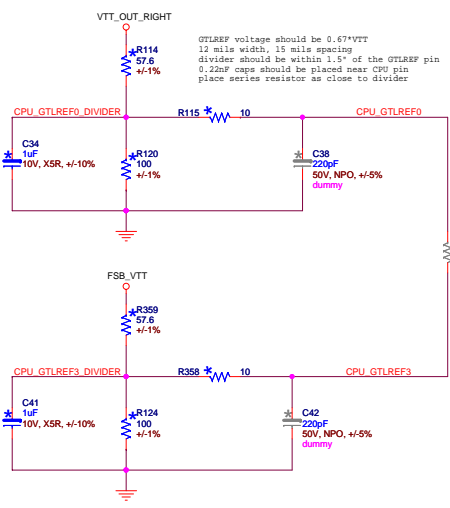 VTT_OUT_RIGHT
GTLREF voltage should be 0.67*VTT
12 mils width, 15 mils spacing
divider should be within 1.5" of the GTLREF pin
0.22nF caps should be placed near CPU pin
place series resistor as close to divider
*R114
57.6
+/-1%
CPU_GTLREF0_DIVIDER
R115 * 10
CPU_GTLREF0
C34
* 1uF
10V, X5R, +/-10%
*R120
100
+/-1%
* C38
220pF
50V, NPO, +/-5%
dummy
FSB_VTT
*R359
57.6
+/-1%
CPU_GTLREF3_DIVIDER
R358 * 10
CPU_GTLREF3
C41
* 1uF
10V, X5R, +/-10%
*R124
100
+/-1%
* C42
220pF
50V, NPO, +/-5%
dummy